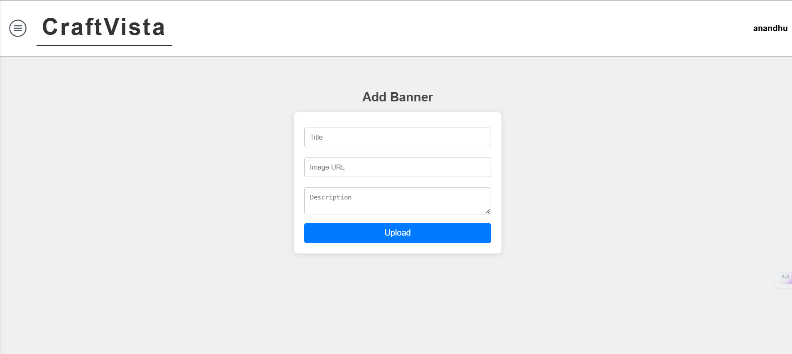 CraftVista
anandhu
Add Banner
Title
Image URL
Description
Upload